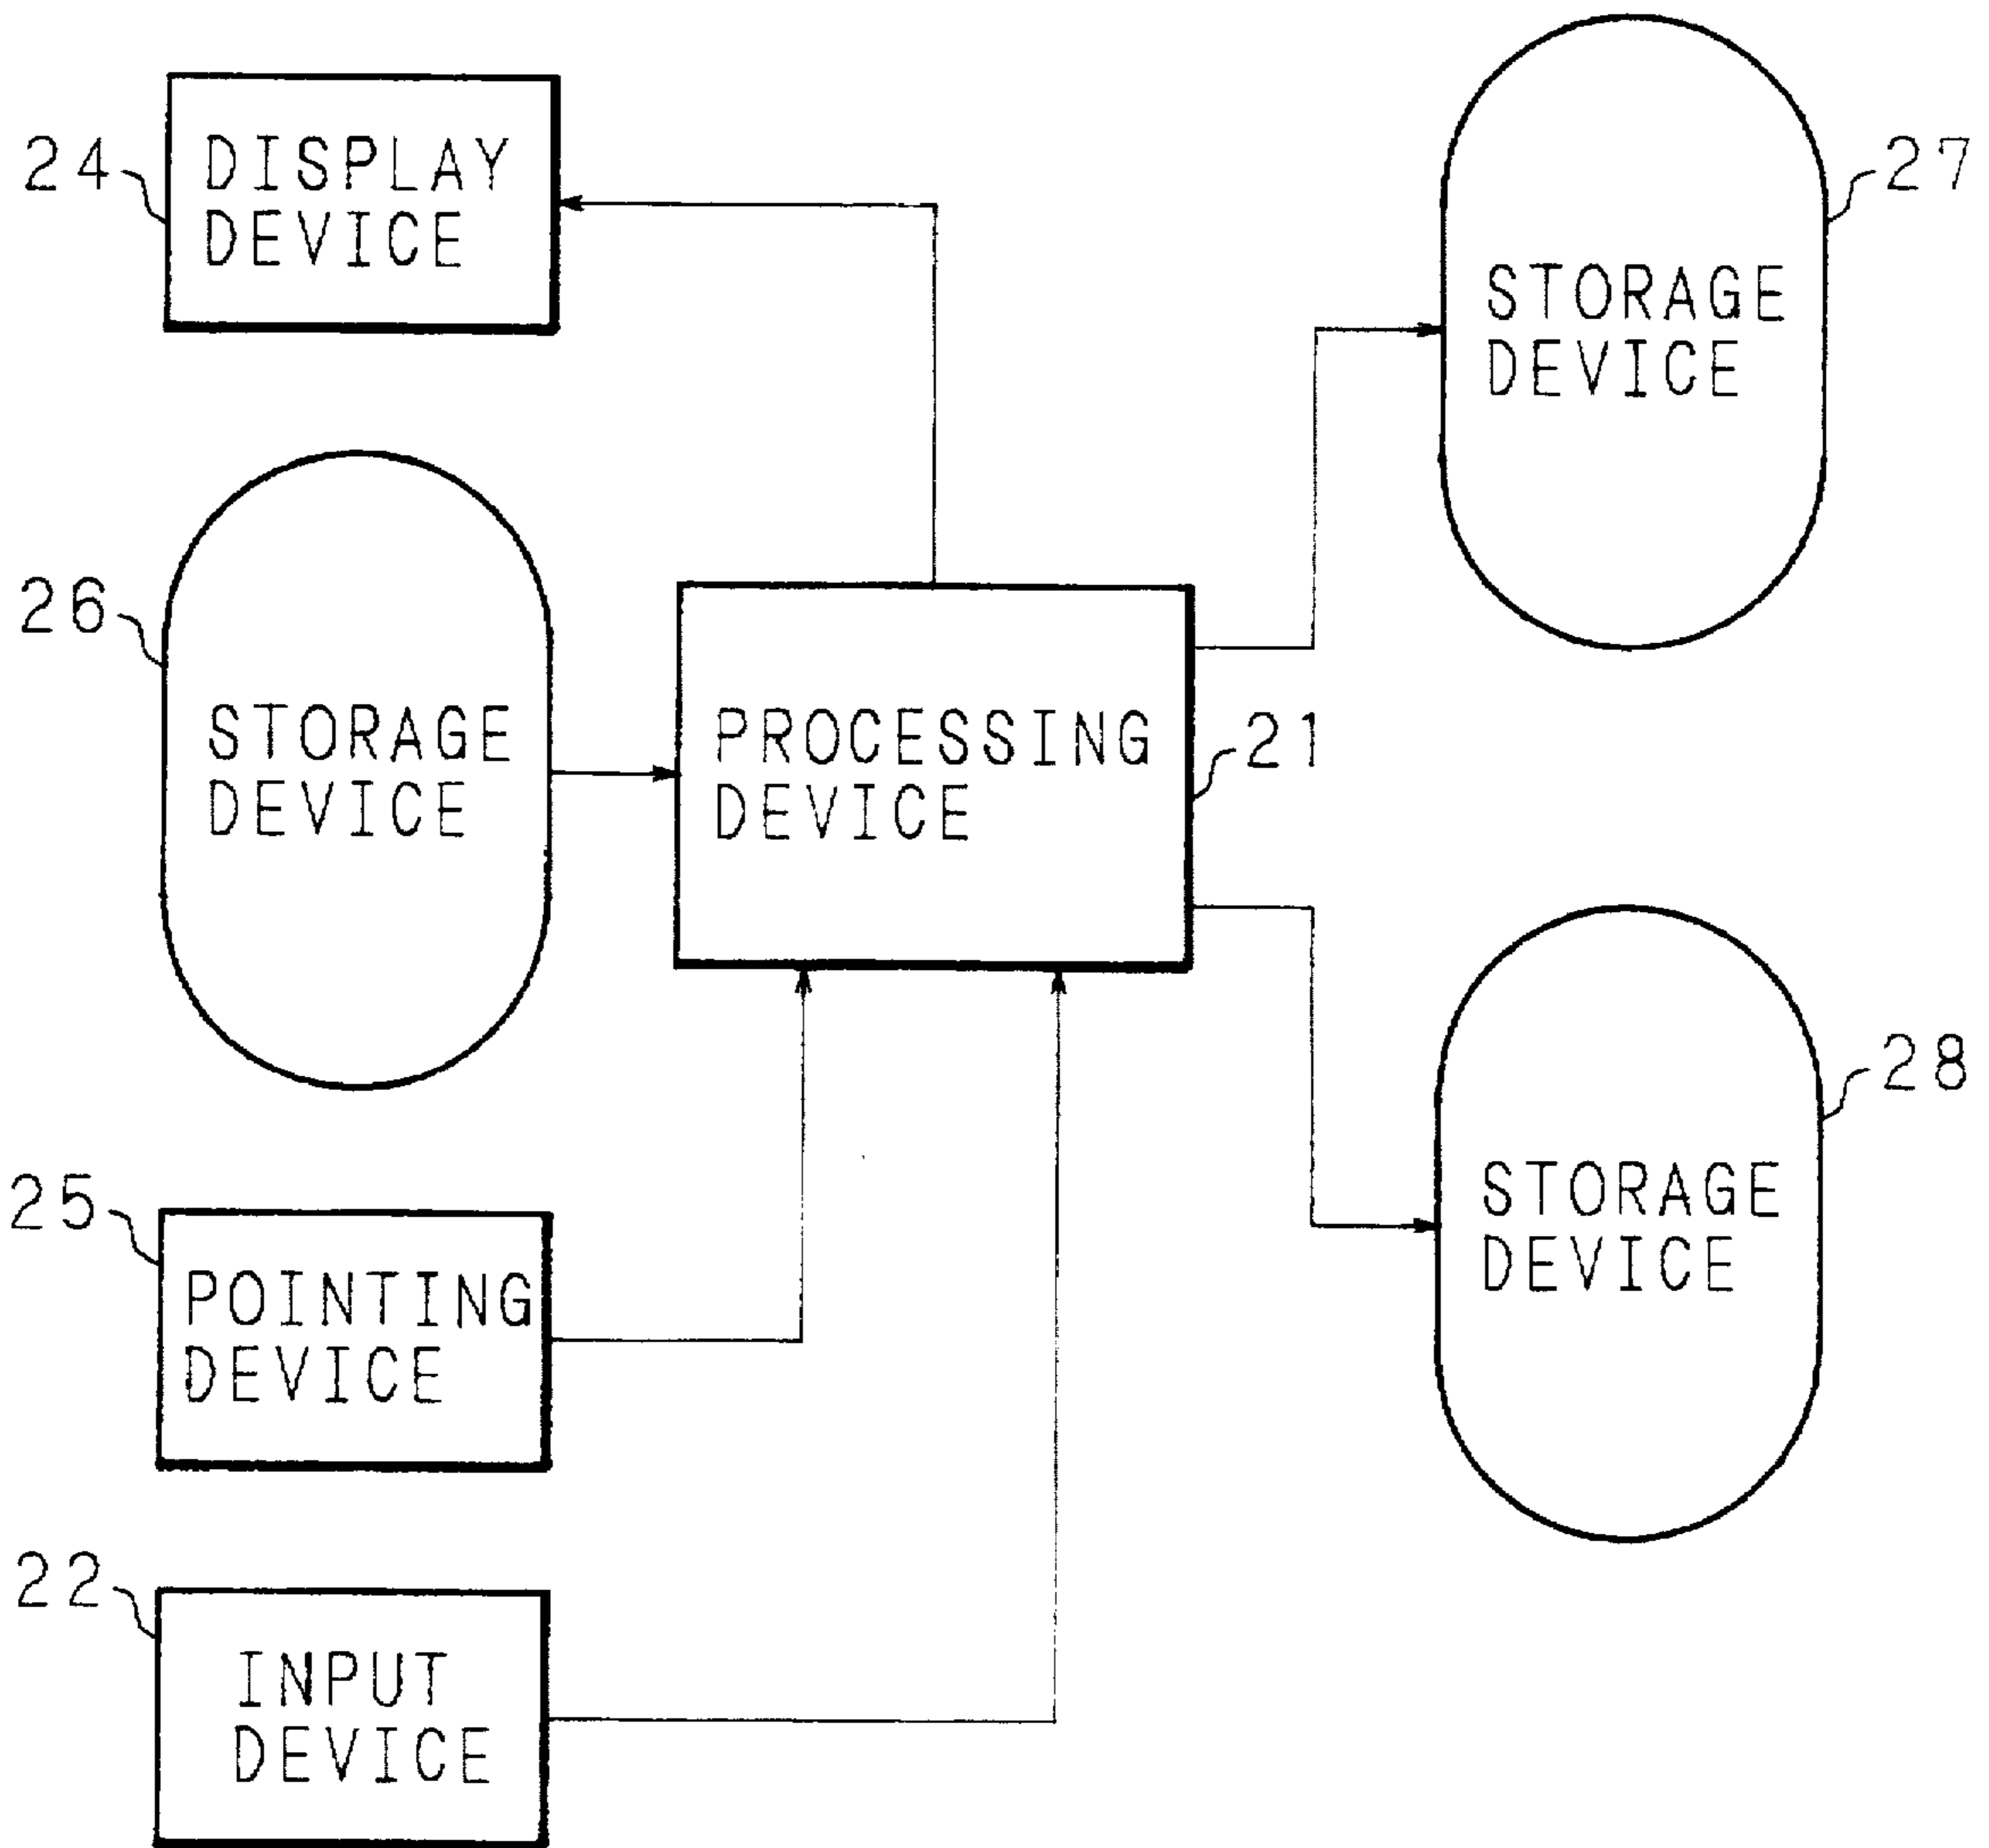 24
DISPLAY
DEVICE
27
STORAGE
DEVICE
26
STORAGE
DEVICE
PROCESSING
DEVICE
21
28
STORAGE
DEVICE
25
POINTING
DEVICE
22
INPUT
DEVICE